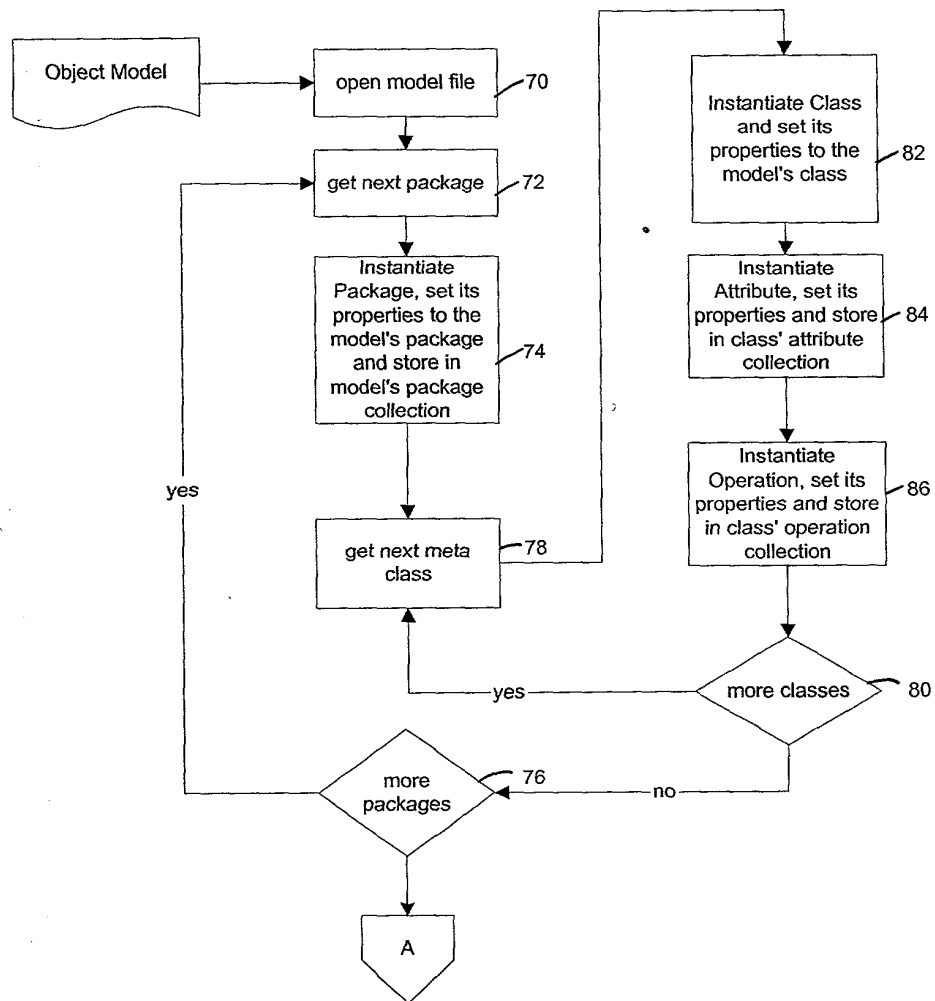 Object Model
open model file
70
get next package
72
Instantiate
Package, set its
properties to the
model's package
and store in
model's package
collection
74
yes
get next meta
class
78
Instantiate Class
and set its
properties to the
model's class
82
Instantiate
Attribute, set its
properties and store
in class' attribute
collection
84
Instantiate
Operation, set its
properties and store
in class' operation
collection
86
more classes
80
yes
no
more
packages
76
A